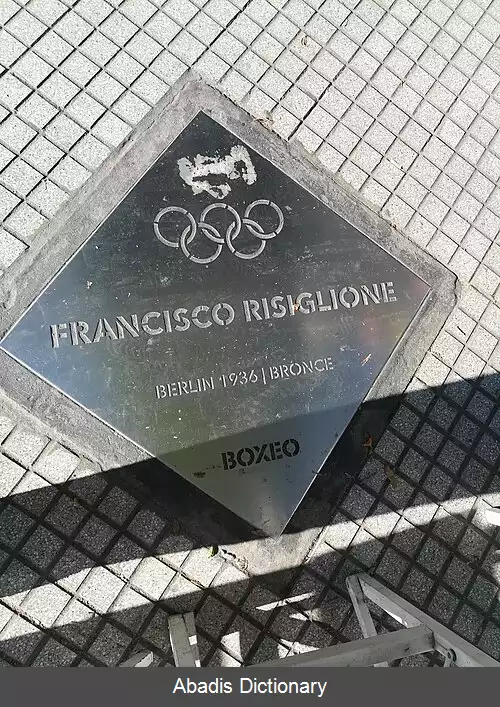 FRANCISCO RISIGLIONE
BERLIN 1936 | BRONCE
BOXEO
Abadis Dictionary